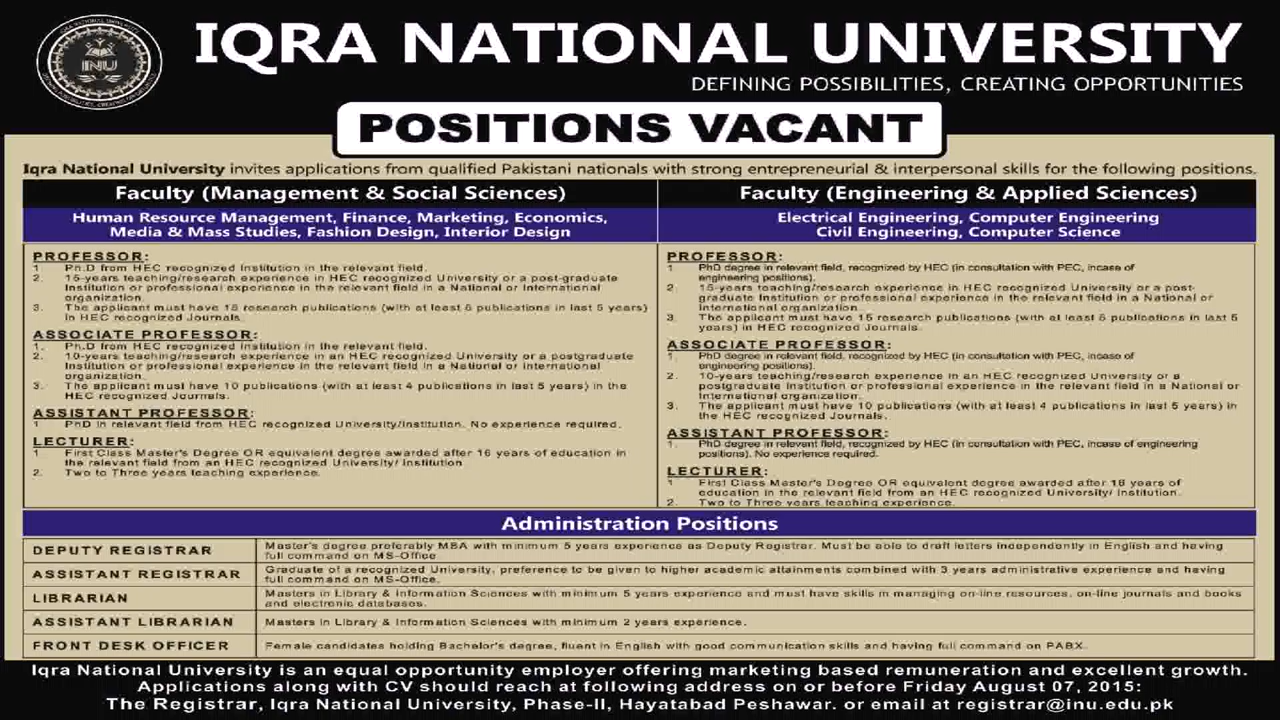 INU
IQRA NATIONAL UNIVERSITY
DEFINING POSSIBILITIES, CREATING OPPORTUNITIES
POSITIONS VACANT
Iqra National University invites applications from qualified Pakistani nationals with strong entrepreneurial & interpersonal skills for the following positions.
Faculty (Management & Social Sciences)
Human Resource Management, Finance, Marketing, Economics,
Media & Mass Studies, Fashion Design, Interior Design
PROFESSOR:
1. Ph.D from HEC recognized Institution in the relevant field.
2. 15-years teaching/research experience in HEC recognized University or a post-graduate
Institution or professional experience in the relevant field in a National or International
organization.
3. The applicant must have 15 research publications (with at least 5 publications in last 5 years)
in HEC recognized Journals.
ASSOCIATE PROFESSOR:
1. Ph.D from HEC recognized Institution in the relevant field.
2. 10-years teaching/research experience in an HEC recognized University or a postgraduate
Institution or professional experience in the relevant field in a National or International
organization.
3. The applicant must have 10 publications (with at least 4 publications in last 5 years) in the
HEC recognized Journals.
ASSISTANT PROFESSOR:
1 PhD in relevant field from HEC recognized University/Institution. No experience required.
LECTURER:
1. First Class Master's Degree OR equivalent degree awarded after 16 years of education in
the relevant field from an HEC recognized University/ Institution
2. Two to Three years teaching experience.
Faculty (Engineering & Applied Sciences)
Electrical Engineering, Computer Engineering
Civil Engineering, Computer Science
PROFESSOR:
1. PhD degree in relevant field, recognized by HEC (in consultation with PEC, incase of
engineering positions).
2. 15-years teaching/research experience in HEC recognized University or a post-
graduate Institution or professional experience in the relevant field in a National or
International organization.
3. The applicant must have 15 research publications (with at least 5 publications in last 5
years) in HEC recognized Journals.
ASSOCIATE PROFESSOR:
1. PhD degree in relevant field, recognized by HEC (in consultation with PEC, incase of
engineering positions).
2. 10-years teaching/research experience in an HEC recognized University or a
postgraduate Institution or professional experience in the relevant field in a National or
International organization.
3. The applicant must have 10 publications (with at least 4 publications in last 5 years) in
the HEC recognized Journals.
ASSISTANT PROFESSOR:
1. PhD degree in relevant field, recognized by HEC (in consultation with PEC, incase of engineering
positions). No experience required.
LECTURER:
1 First Class Master's Degree OR equivalent degree awarded after 16 years of
education in the relevant field from an HEC recognized University/ Institution.
2. Two to Three years teaching experience.
Administration Positions
DEPUTY REGISTRAR Master's degree preferably MBA with minimum 5 years experience as Deputy Registrar. Must be able to draft letters independently in English and having
full command on MS-Office
ASSISTANT REGISTRAR Graduate of a recognized University, preference to be given to higher academic attainments combined with 3 years administrative experience and having
full command on MS-Office.
LIBRARIAN Masters in Library & Information Sciences with minimum 5 years experience and must have skills in managing on-line resources, on-line journals and books
and electronic databases.
ASSISTANT LIBRARIAN Masters in Library & Information Sciences with minimum 2 years experience.
FRONT DESK OFFICER Female candidates holding Bachelor's degree, fluent in English with good communication skills and having full command on PABX.
Iqra National University is an equal opportunity employer offering marketing based remuneration and excellent growth.
Applications along with CV should reach at following address on or before Friday August 07, 2015:
The Registrar, Iqra National University, Phase-II, Hayatabad Peshawar. or email at registrar@inu.edu.pk